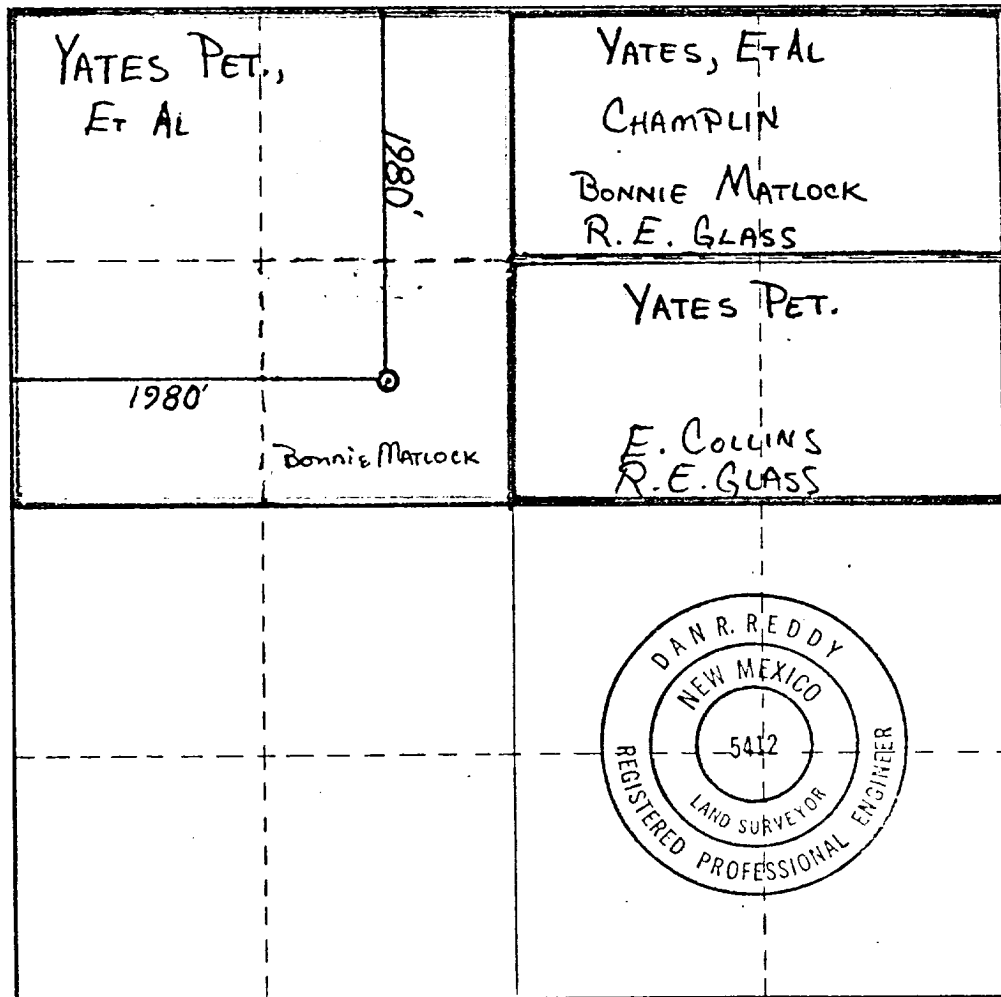 YATES PET.,
ET AL
1980'
1980'
Bonnie MATLOCK
YATES, ET AL
CHAMPLIN
BONNIE MATLOCK
R.E. GLASS
YATES PET.
E. COLLINS
R.E. GLASS
DAN R. REDDY
NEW MEXICO
5412
LAND SURVEYOR
REGISTERED PROFESSIONAL ENGINEER